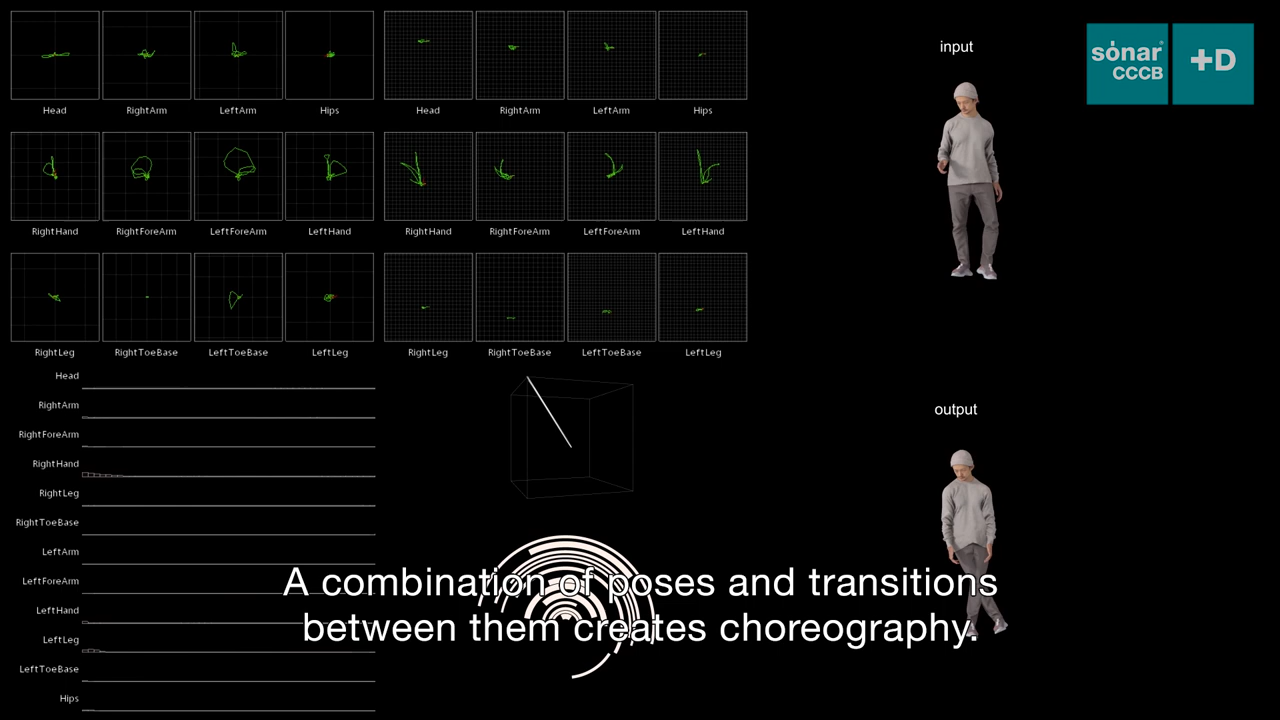 Head RightArm LeftArm Hips Head RightArm LeftArm Hips
RightHand RightForeArm LeftForeArm LeftHand RightHand RightForeArm LeftForeArm LeftHand
RightLeg RightToeBase LeftToeBase LeftLeg RightLeg RightToeBase LeftToeBase LeftLeg
Head
RightArm
RightForeArm
RightHand
RightLeg
RightToeBase
LeftArm
LeftForeArm
LeftHand
LeftLeg
LeftToeBase
Hips
input
output
sónar
CCCB
+D
A combination of poses and transitions
between them creates choreography.